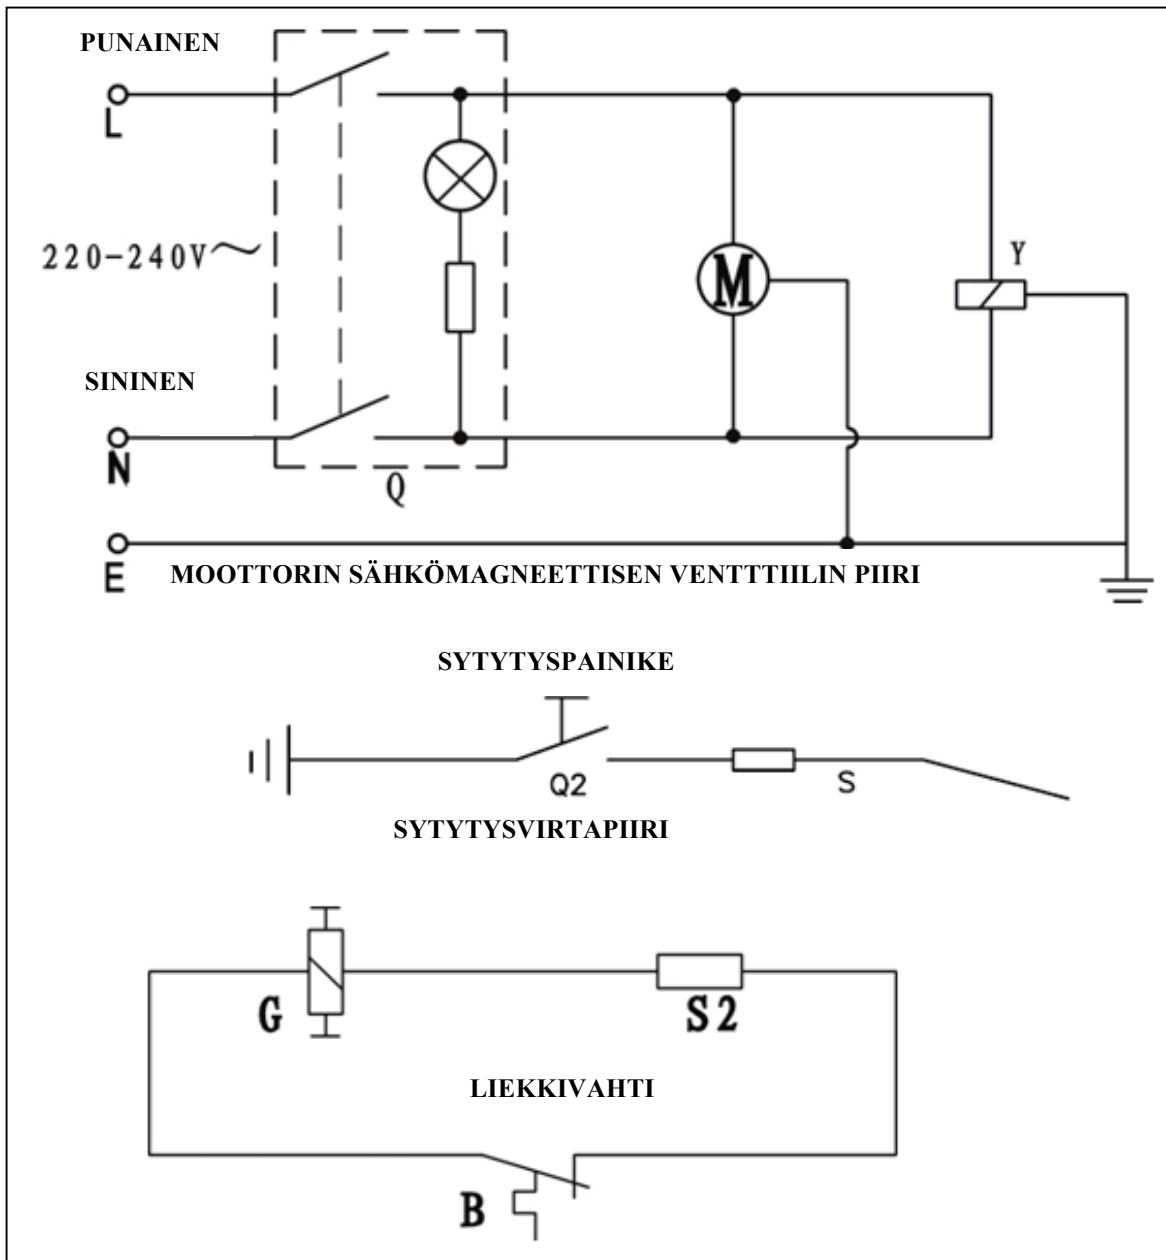 PUNAINEN
L
220-240V~
M
Y
SININEN
N
Q
E
MOOTTORIN SÄHKÖMAGNEETTISEN VENTTTIILIN PIIRI
SYTYTYSPAINIKE
Q2
S
SYTYTYSVIRTAPIIRI
G
S2
LIEKKIVAHTI
B